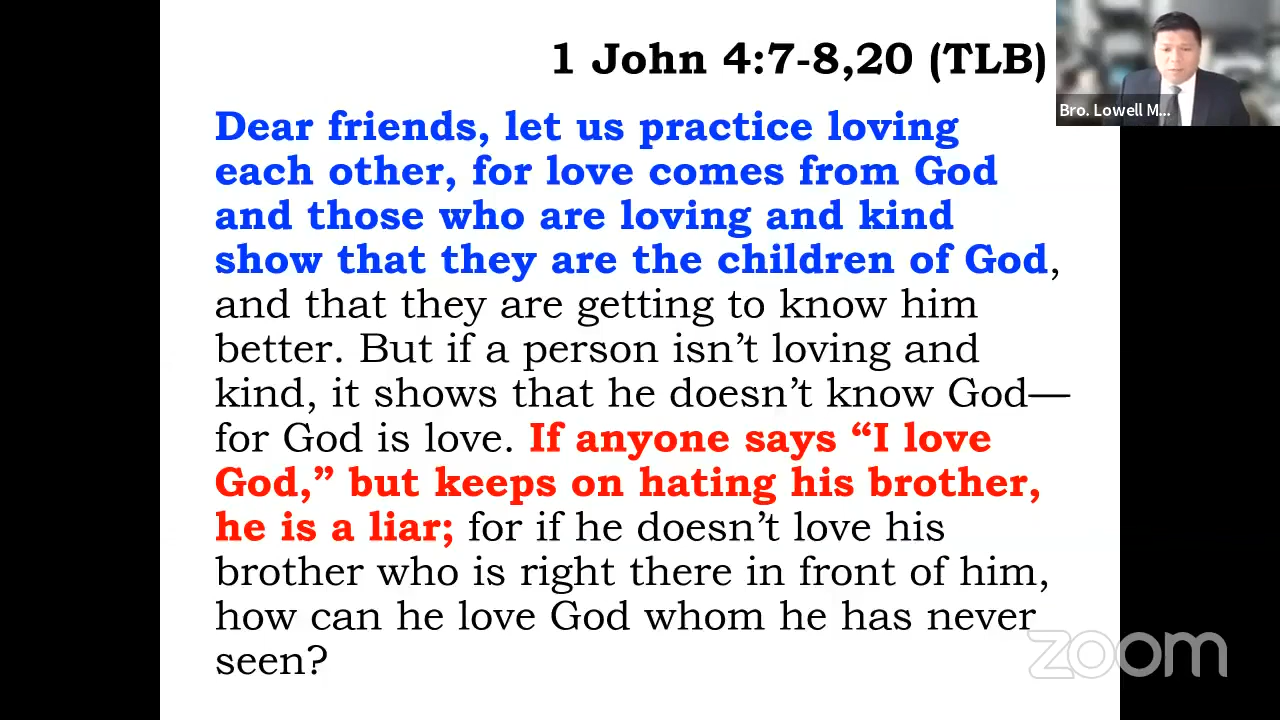 1 John 4:7-8,20 (TLB)
Bro. Lowell M...
Dear friends, let us practice loving
each other, for love comes from God
and those who are loving and kind
show that they are the children of God,
and that they are getting to know him
better. But if a person isn’t loving and
kind, it shows that he doesn’t know God—
for God is love. If anyone says “I love
God,” but keeps on hating his brother,
he is a liar; for if he doesn’t love his
brother who is right there in front of him,
how can he love God whom he has never
seen?
zoom